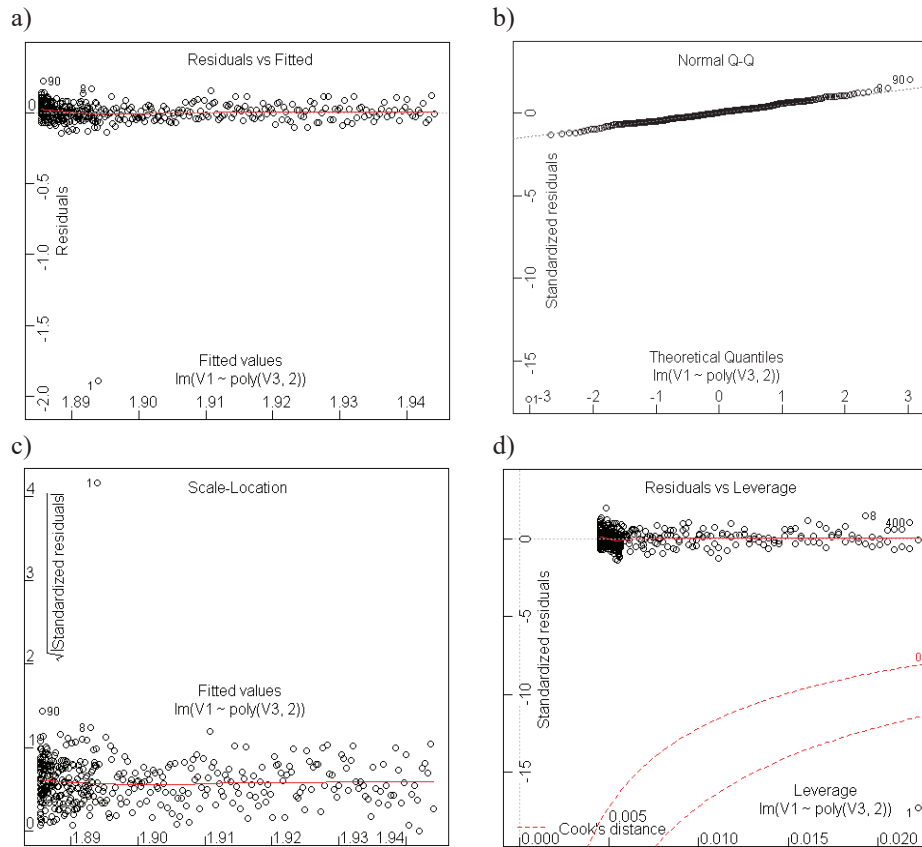 a)
Residuals vs Fitted
90
8
0
-0.5
-1.0
-1.5
-2.0
Residuals
Fitted values
lm(V1 ~ poly(V3, 2))
1
1.89 1.90 1.91 1.92 1.93 1.94
b)
Normal Q-Q
90
8
0
-5
-10
-15
Standardized residuals
Theoretical Quantiles
lm(V1 ~ poly(V3, 2))
1
-3 -2 -1 0 1 2 3
c)
Scale-Location
1
4
3
2
1
0
√|Standardized residuals|
Fitted values
lm(V1 ~ poly(V3, 2))
90
8
1.89 1.90 1.91 1.92 1.93 1.94
d)
Residuals vs Leverage
8
400
0
-5
-10
-15
Standardized residuals
0
Leverage
lm(V1 ~ poly(V3, 2))
1
Cook's distance
0.000 0.005 0.010 0.015 0.020